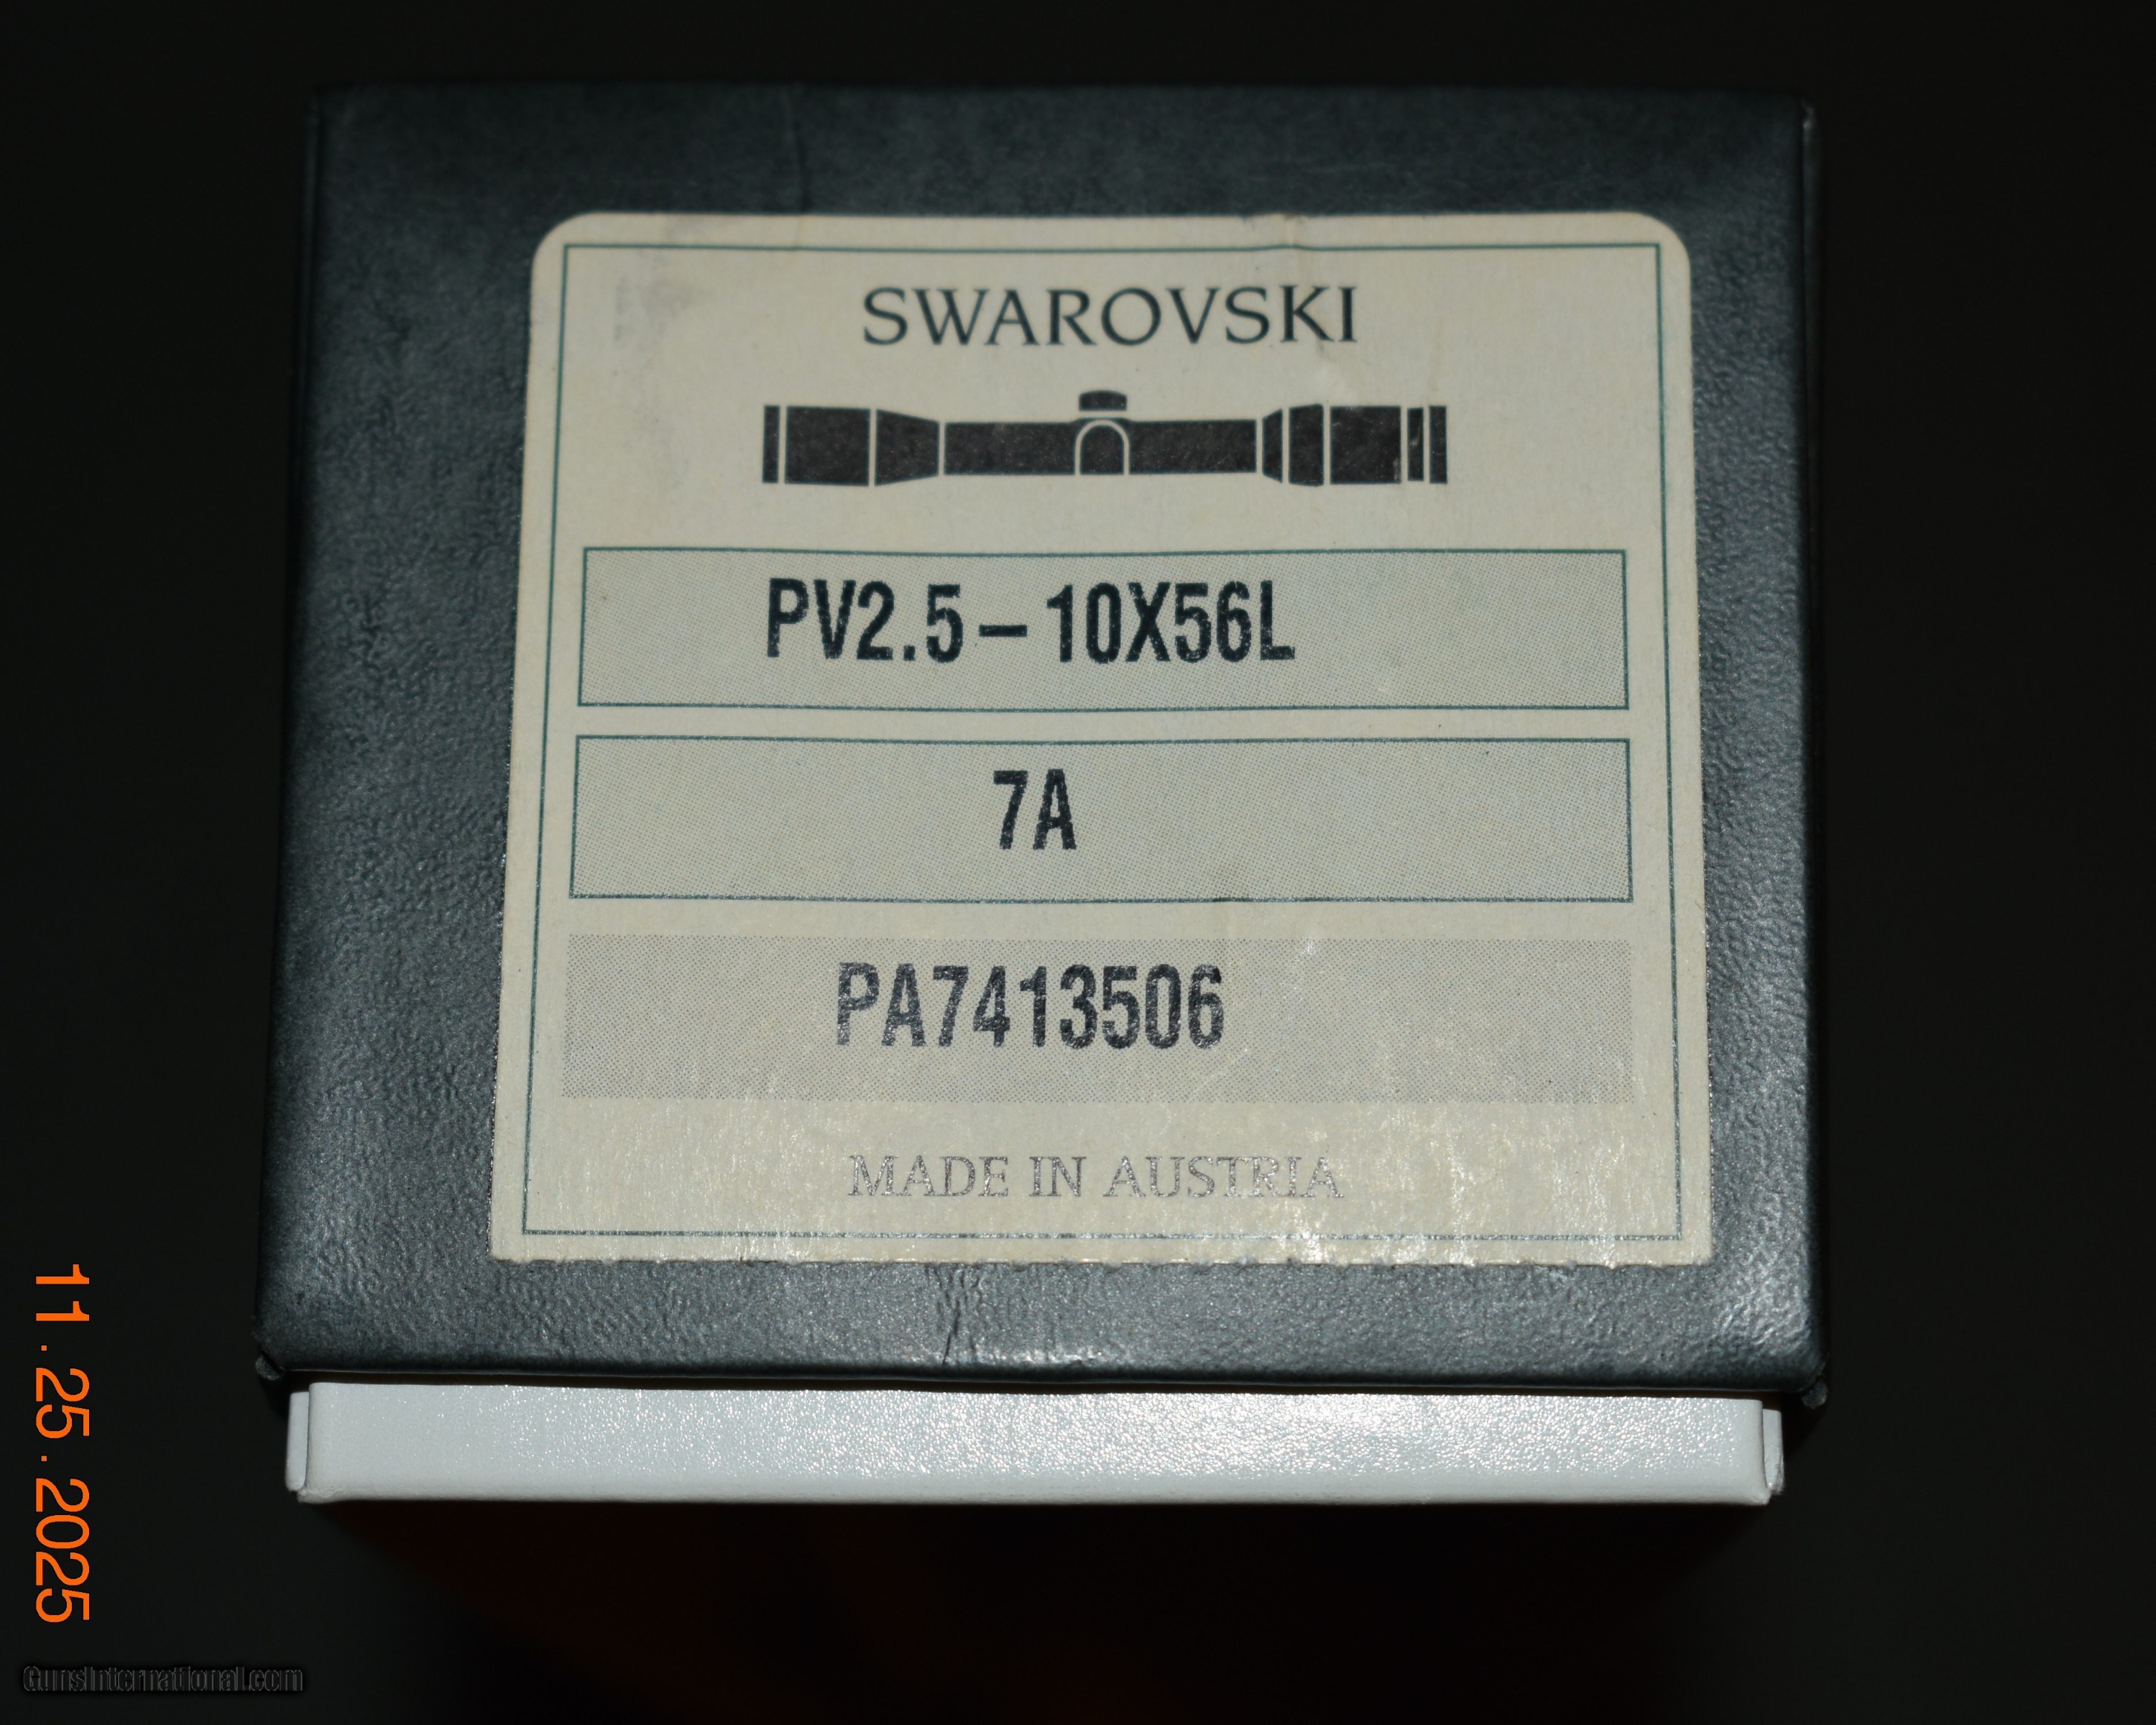 SWAROVSKI
PV2.5-10X56L
7A
PA7413506
MADE IN AUSTRIA
11.25.2025
GunsInternational.com